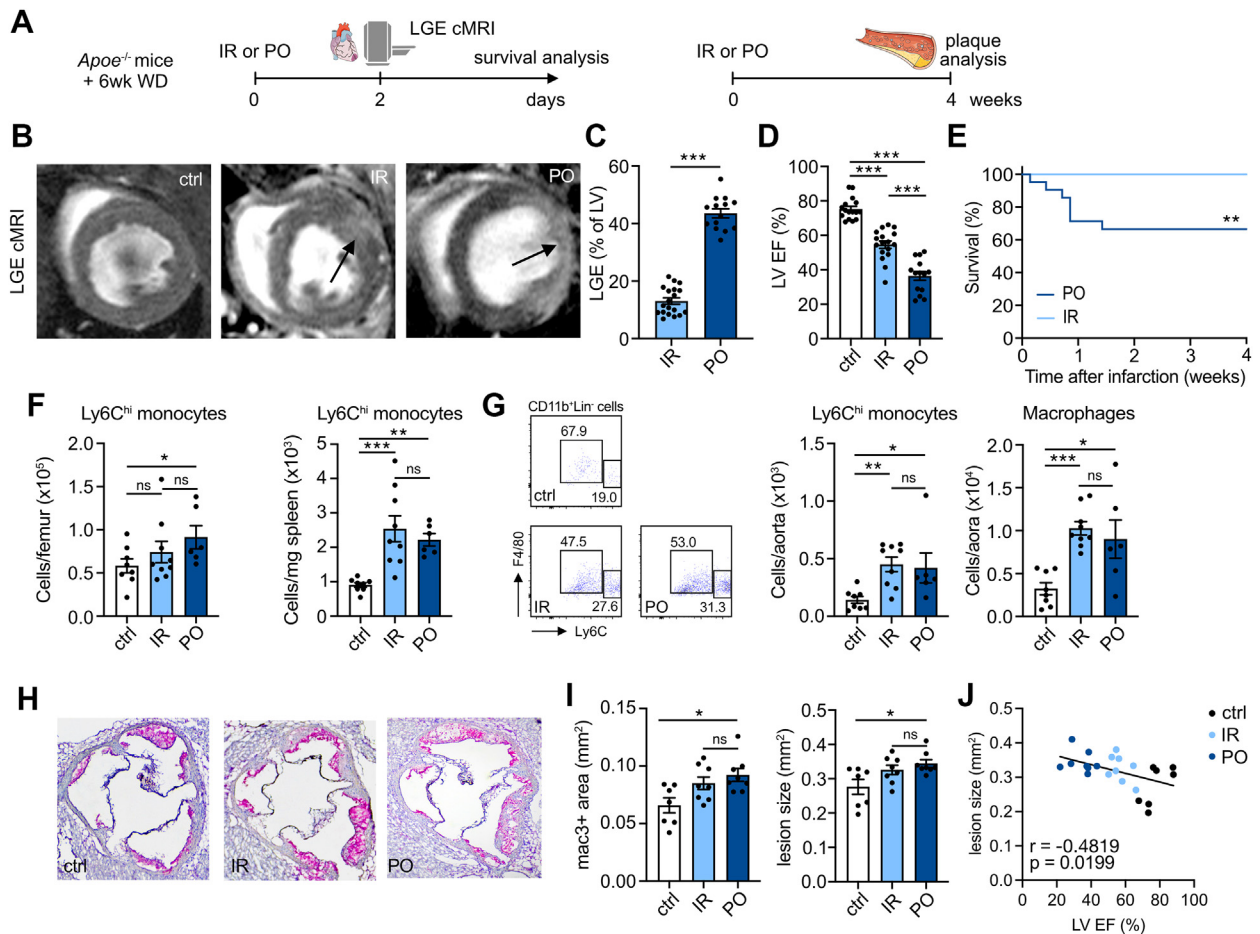 A
Apoe-/- mice
+ 6wk WD
IR or PO
LGE cMRI
survival analysis
0
2
days
IR or PO
plaque
analysis
0
4
weeks
B
LGE cMRI
ctrl
IR
PO
C
LGE (% of LV)
60
40
20
0
***
IR
PO
D
LV EF (%)
100
80
60
40
20
0
***
***
***
ctrl
IR
PO
E
Survival (%)
100
80
60
40
20
0
**
PO
IR
0
1
2
3
4
Time after infarction (weeks)
F
Ly6Chi monocytes
Cells/femur (x10⁵)
2.0
1.5
1.0
0.5
0.0
*
ns
ns
ctrl
IR
PO
Ly6Chi monocytes
Cells/mg spleen (x10³)
5
4
3
2
1
0
**
***
ns
ctrl
IR
PO
G
CD11b+Lin- cells
67.9
ctrl
19.0
47.5
IR
27.6
53.0
PO
31.3
F4/80
Ly6C
Ly6Chi monocytes
Cells/aorta (x10³)
1.5
1.0
0.5
0.0
*
**
ns
ctrl
IR
PO
Macrophages
Cells/aora (x10⁴)
2.0
1.5
1.0
0.5
0.0
*
***
ns
ctrl
IR
PO
H
ctrl
IR
PO
I
mac3+ area (mm²)
0.15
0.10
0.05
0.00
*
ns
ctrl
IR
PO
lesion size (mm²)
0.5
0.4
0.3
0.2
0.1
0.0
*
ns
ctrl
IR
PO
J
lesion size (mm²)
0.5
0.4
0.3
0.2
0.1
0.0
r = -0.4819
p = 0.0199
0
20
40
60
80
100
LV EF (%)
ctrl
IR
PO